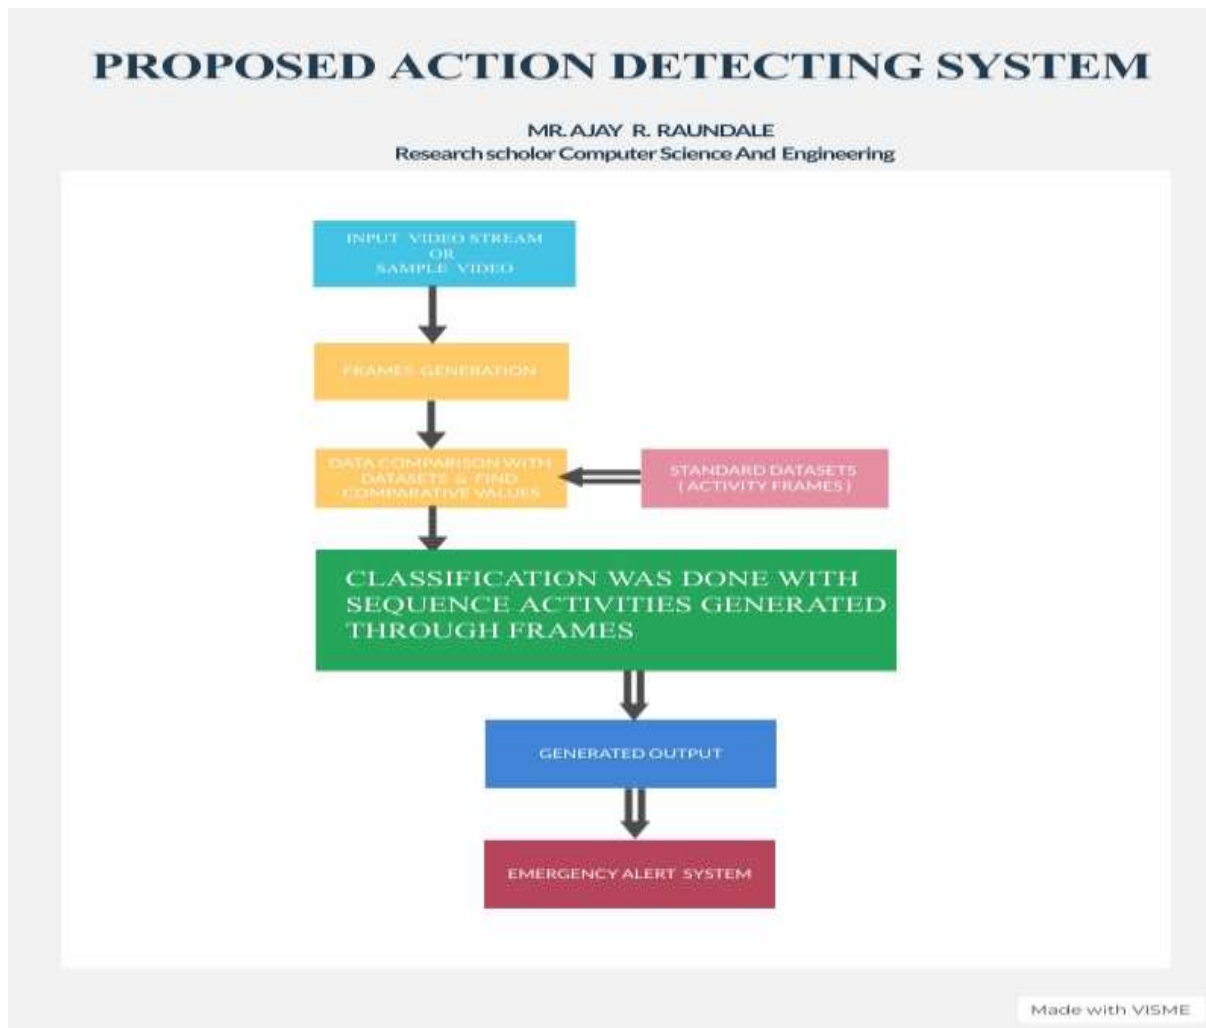 PROPOSED ACTION DETECTING SYSTEM
MR. AJAY R. RAUNDALE
Research scholor Computer Science And Engineering
INPUT VIDEO STREAM
OR
SAMPLE VIDEO
FRAMES GENERATION
DATA COMPARISON WITH
DATASETS & FIND
COMPARATIVE VALUES
STANDARD DATASETS
( ACTIVITY FRAMES )
CLASSIFICATION WAS DONE WITH
SEQUENCE ACTIVITIES GENERATED
THROUGH FRAMES
GENERATED OUTPUT
EMERGENCY ALERT SYSTEM
Made with VISME